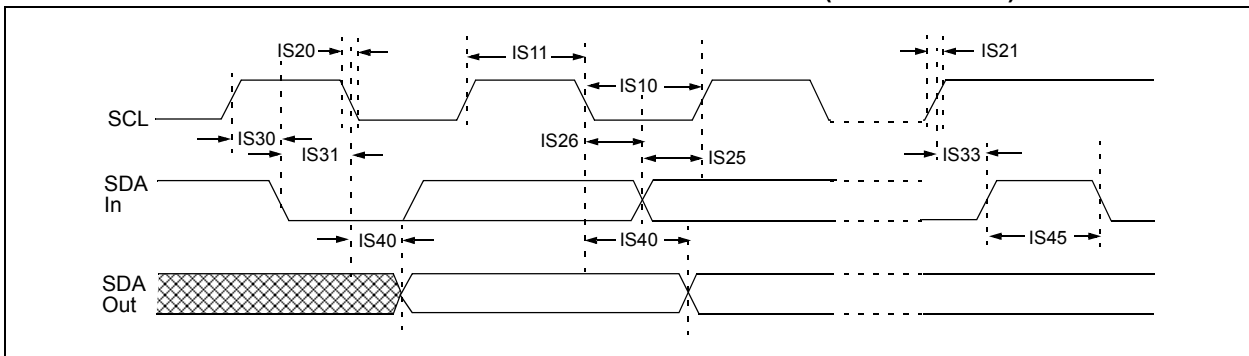 IS20
IS11
IS21
IS10
SCL
IS30
IS26
IS31
IS25
IS33
SDA
In
IS40
IS40
IS45
SDA
Out